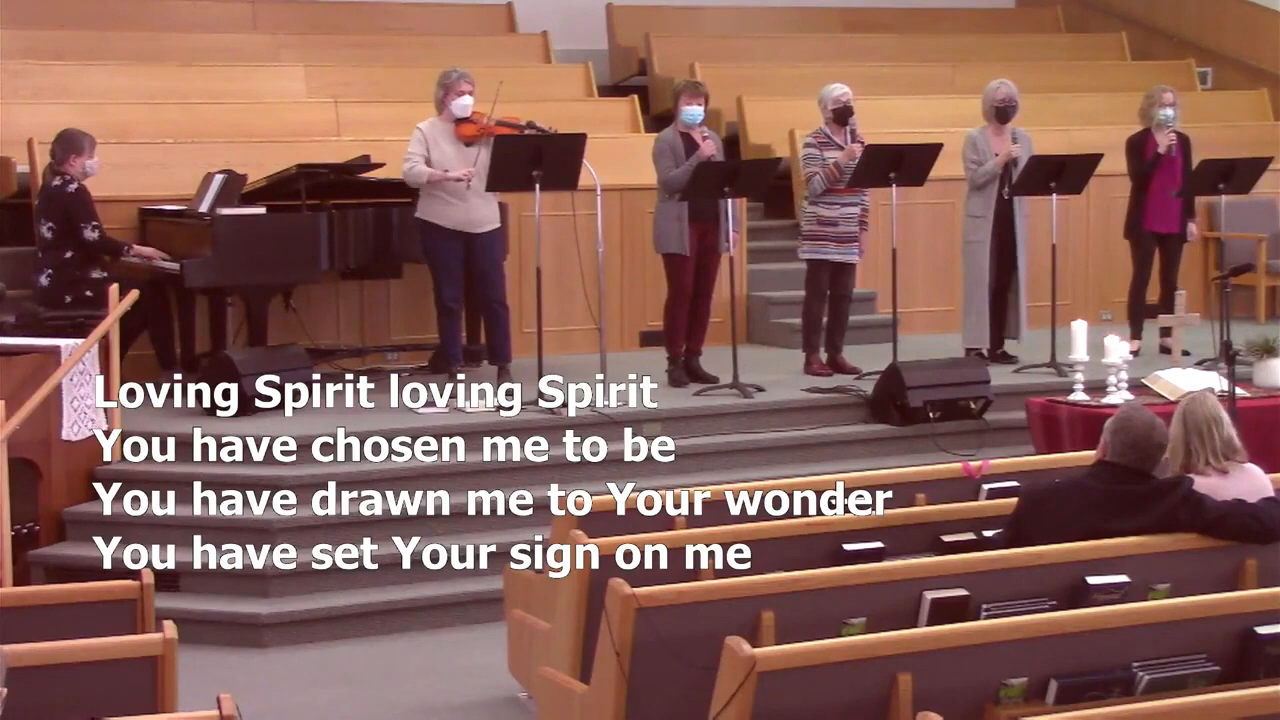 Loving Spirit loving Spirit
You have chosen me to be
You have drawn me to Your wonder
You have set Your sign on me